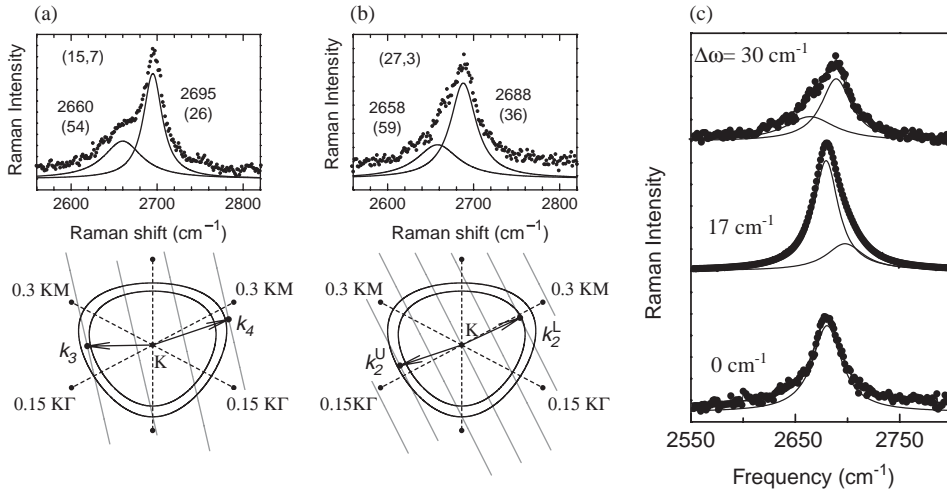 (a)
(15,7)
2660
(54)
2695
(26)
Raman Intensity
2600 2700 2800
Raman shift (cm⁻¹)
0.3 KM
0.3 KM
k₃
K
k₄
0.15 KΓ
0.15 KΓ
(b)
(27,3)
2658
(59)
2688
(36)
Raman Intensity
2600 2700 2800
Raman shift (cm⁻¹)
0.3 KM
0.3 KM
K
k₂ᵁ
k₂ᴸ
0.15KΓ
0.15 KΓ
(c)
Δω= 30 cm⁻¹
17 cm⁻¹
0 cm⁻¹
Raman Intensity
2550 2650 2750
Frequency (cm⁻¹)